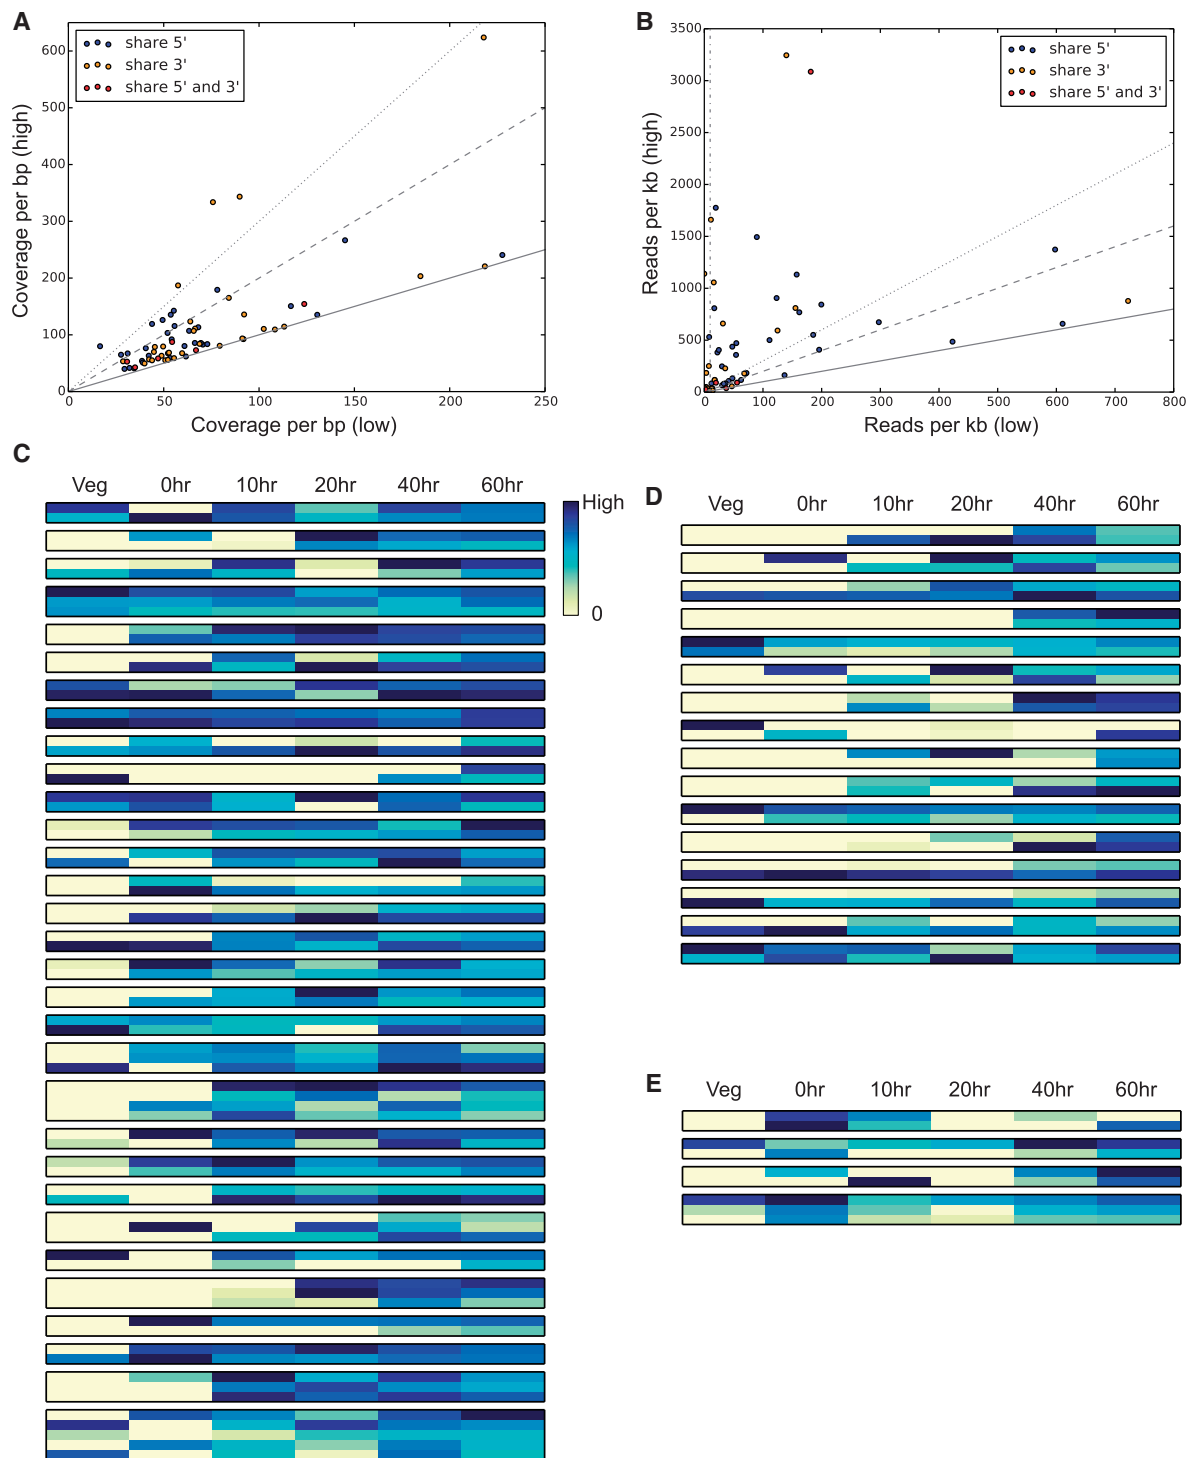 A
600
500
400
300
200
100
0
0
50
100
150
200
250
share 5'
share 3'
share 5' and 3'
Coverage per bp (high)
Coverage per bp (low)
B
3500
3000
2500
2000
1500
1000
500
0
0
100
200
300
400
500
600
700
800
share 5'
share 3'
share 5' and 3'
Reads per kb (high)
Reads per kb (low)
C
Veg 0hr 10hr 20hr 40hr 60hr
High
0
D
Veg 0hr 10hr 20hr 40hr 60hr
E
Veg 0hr 10hr 20hr 40hr 60hr